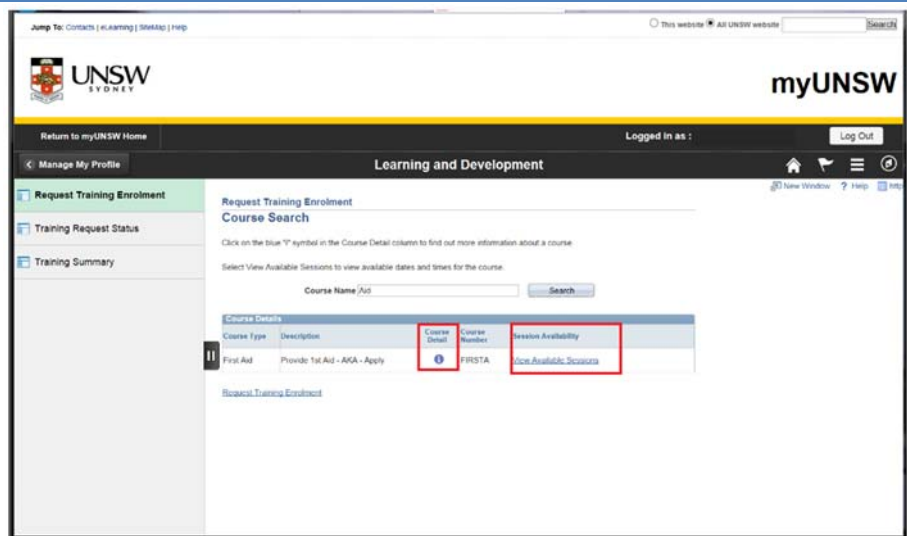 Jump To: Contacts | eLearning | SiteMap | Help
This website All UNSW website Search
UNSW
SYDNEY
myUNSW
Return to myUNSW Home Logged in as : Log Out
Manage My Profile Learning and Development
New Window ? Help http
Request Training Enrolment
Training Request Status
Training Summary
Request Training Enrolment
Course Search
Click on the blue "i" symbol in the Course Detail column to find out more information about a course.
Select View Available Sessions to view available dates and times for the course.
Course Name Aid Search
Course Details
Course Type Description Course Detail Course Number Session Availability
First Aid Provide 1st Aid - AKA - Apply i FIRSTA View Available Sessions
Request Training Enrolment